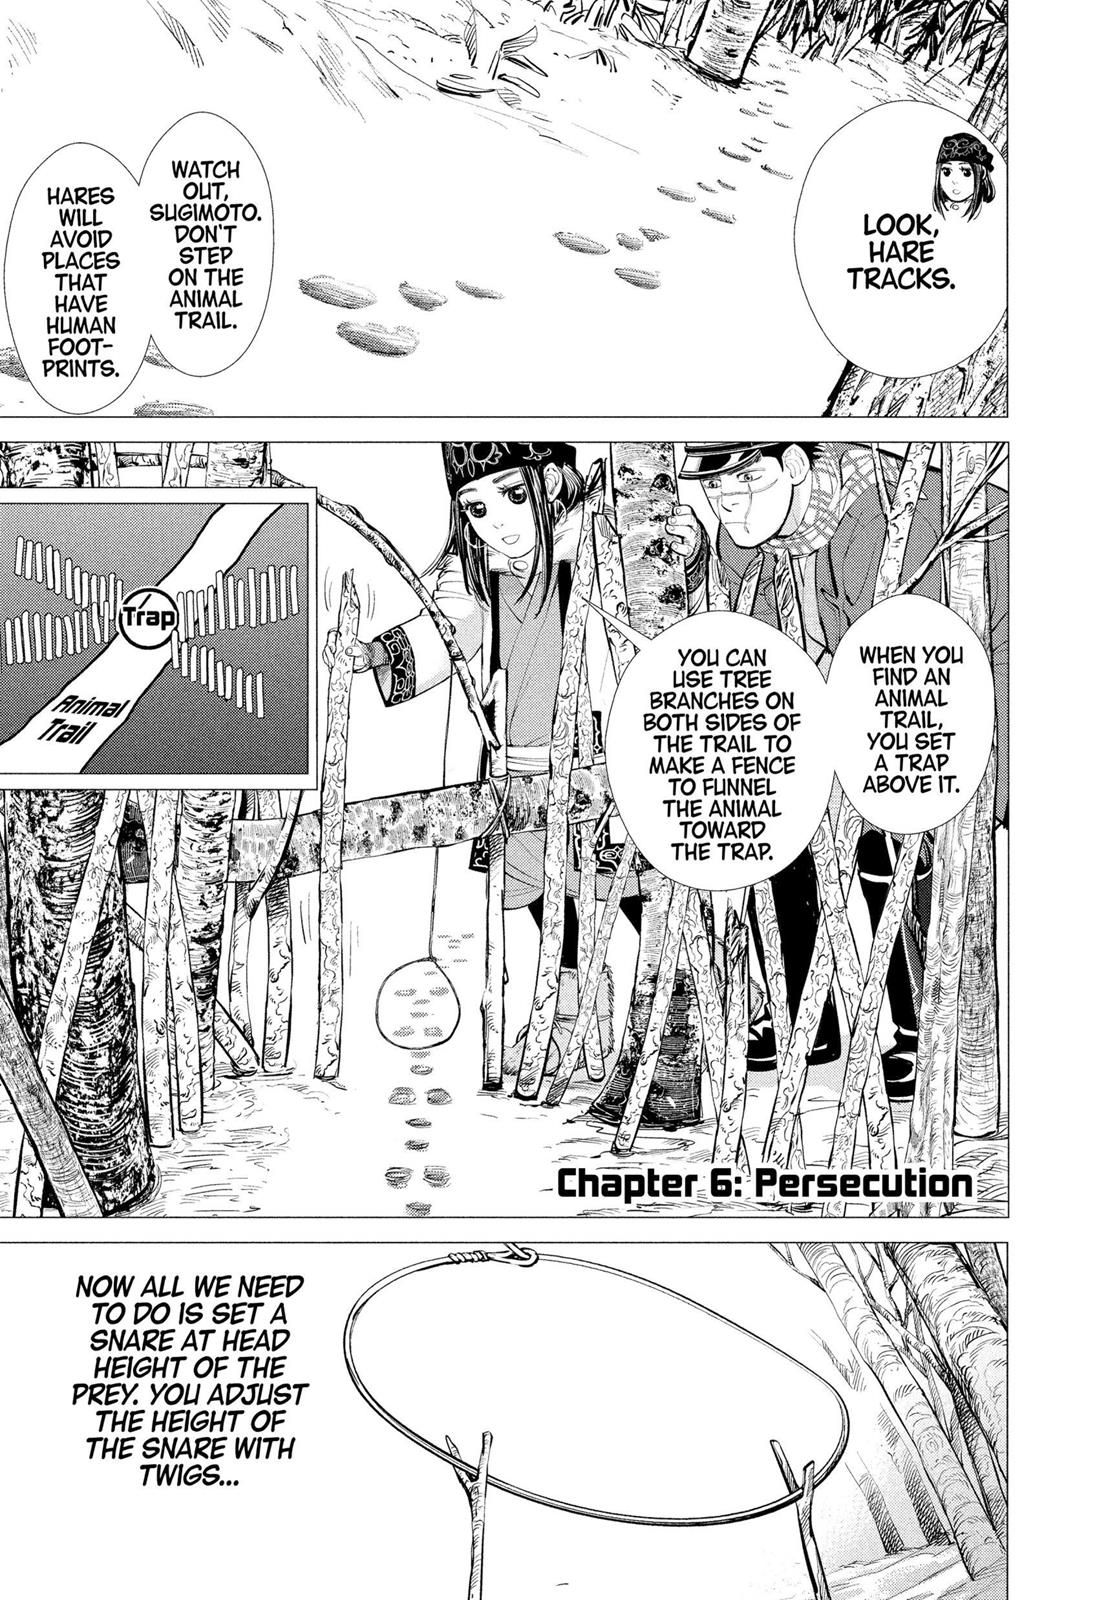 LOOK,
HARE
TRACKS.
WATCH
OUT,
SUGIMOTO.
DON'T
STEP
ON THE
ANIMAL
TRAIL.
HARES
WILL
AVOID
PLACES
THAT
HAVE
HUMAN
FOOT-
PRINTS.
WHEN YOU
FIND AN
ANIMAL
TRAIL,
YOU SET
A TRAP
ABOVE IT.
YOU CAN
USE TREE
BRANCHES ON
BOTH SIDES OF
THE TRAIL TO
MAKE A FENCE
TO FUNNEL
THE ANIMAL
TOWARD
THE TRAP.
Trap
Animal
Trail
Chapter 6: Persecution
NOW ALL WE NEED
TO DO IS SET A
SNARE AT HEAD
HEIGHT OF THE
PREY. YOU ADJUST
THE HEIGHT OF
THE SNARE WITH
TWIGS...